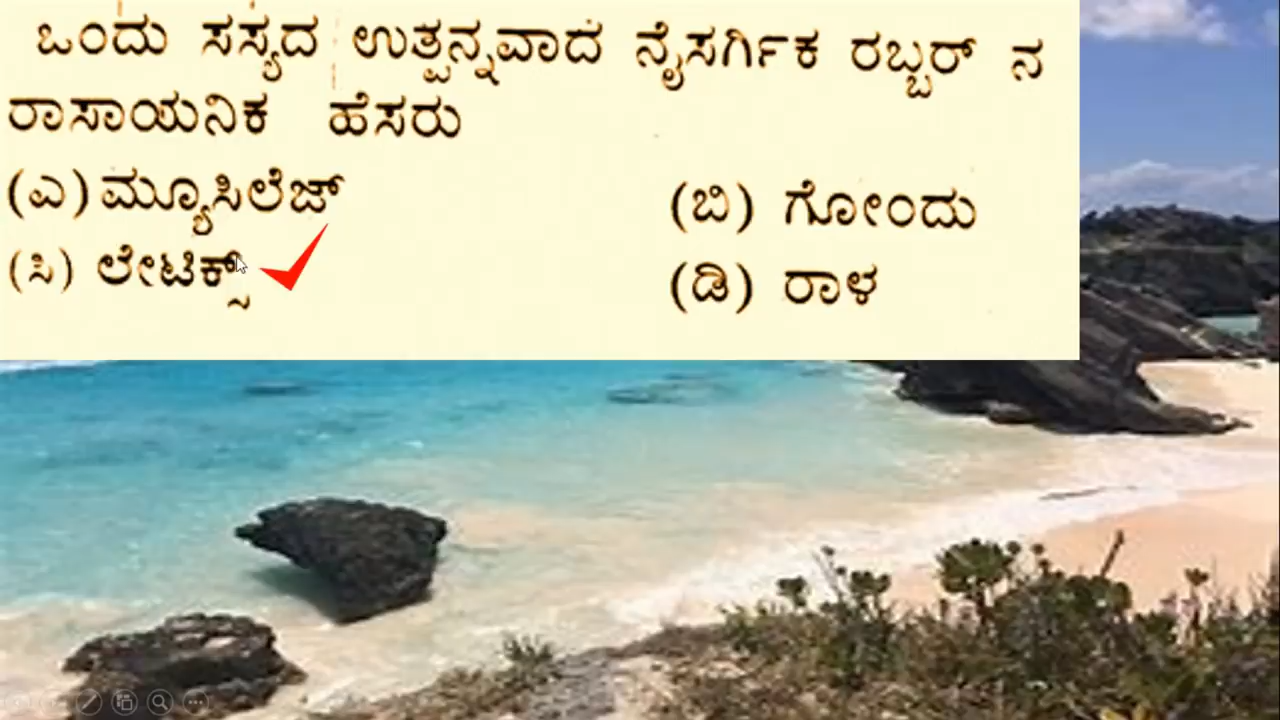 ಒಂದು ಸಸ್ಯದ ಉತ್ಪನ್ನವಾದ ನೈಸರ್ಗಿಕ ರಬ್ಬರ್ ನ
ರಾಸಾಯನಿಕ ಹೆಸರು
(ಎ) ಮ್ಯೂಸಿಲೆಜ್ (ಬಿ) ಗೋಂದು
(ಸಿ) ಲೇಟಿಕ್ಸ್ (ಡಿ) ರಾಳ